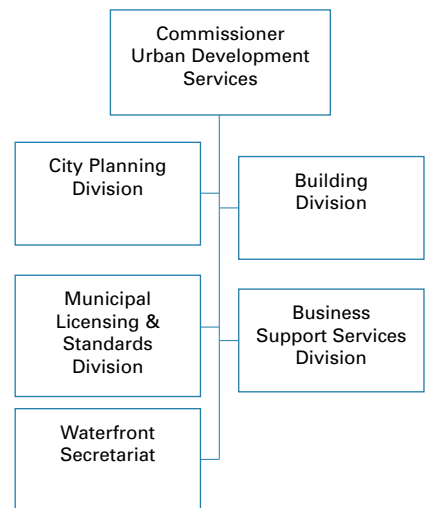 Commissioner
Urban Development
Services
City Planning
Division
Building
Division
Municipal
Licensing &
Standards
Division
Business
Support Services
Division
Waterfront
Secretariat